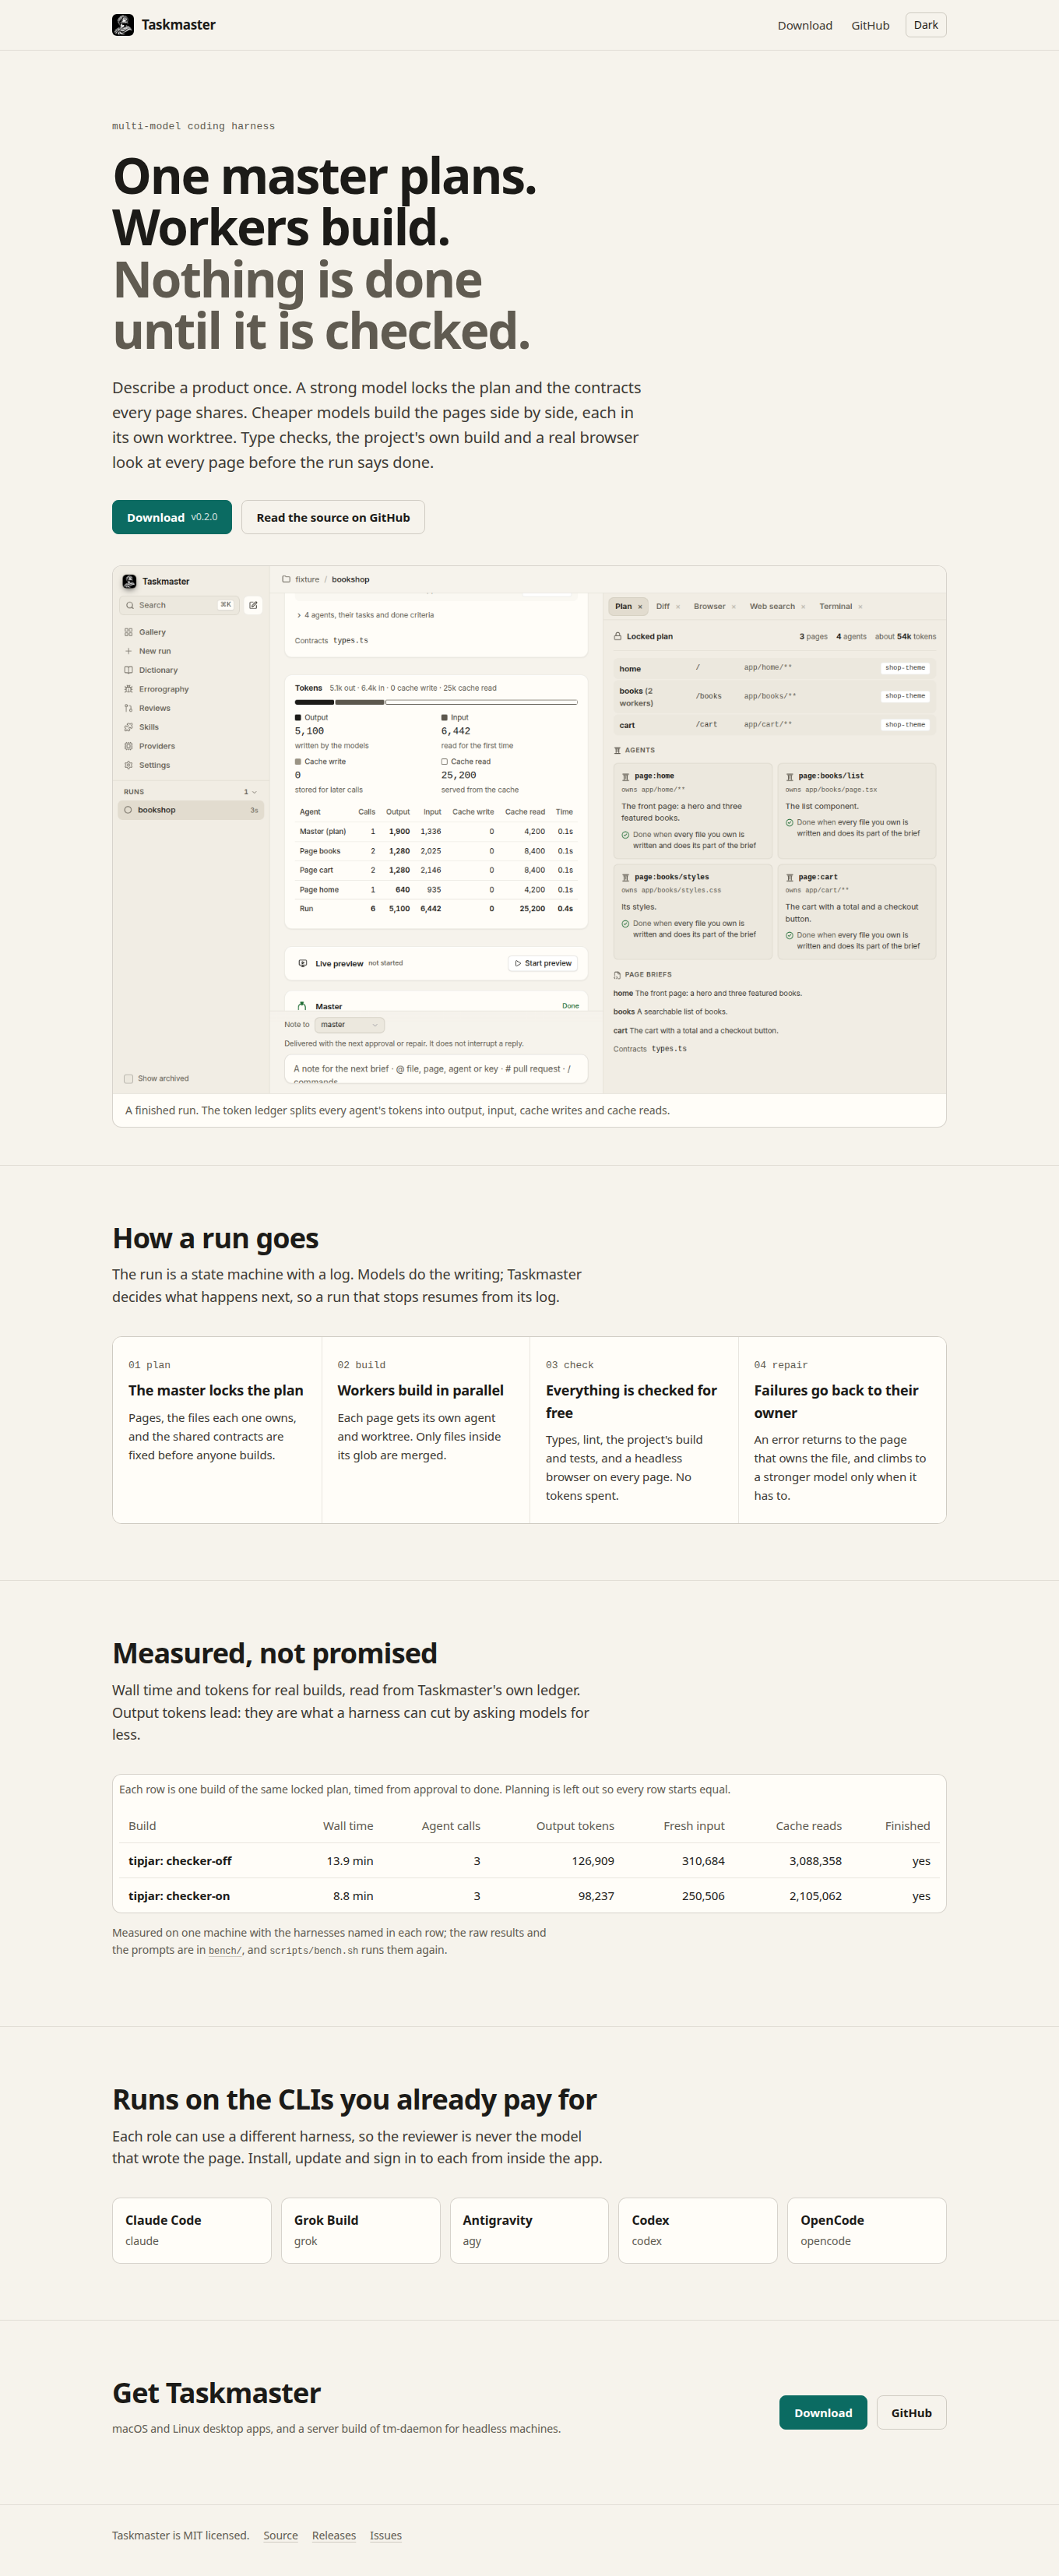 Taskmaster
Download GitHub Dark
multi-model coding harness
One master plans.
Workers build.
Nothing is done
until it is checked.
Describe a product once. A strong model locks the plan and the contracts
every page shares. Cheaper models build the pages side by side, each in
its own worktree. Type checks, the project's own build and a real browser
look at every page before the run says done.
Download v0.2.0
Read the source on GitHub
Taskmaster
Search ⌘K
Gallery
New run
Dictionary
Errorography
Reviews
Skills
Providers
Settings
RUNS 1
bookshop 3s
Show archived
fixture / bookshop
4 agents, their tasks and done criteria
Contracts types.ts
Tokens 5.1k out · 6.4k in · 0 cache write · 25k cache read
Output Input
5,100 6,442
written by the models read for the first time
Cache write Cache read
0 25,200
stored for later calls served from the cache
Agent Calls Output Input Cache write Cache read Time
Master (plan) 1 1,900 1,336 0 4,200 0.1s
Page books 2 1,280 2,025 0 8,400 0.1s
Page cart 2 1,280 2,146 0 8,400 0.1s
Page home 1 640 935 0 4,200 0.1s
Run 6 5,100 6,442 0 25,200 0.4s
Live preview not started Start preview
Master Done
Note to master
Delivered with the next approval or repair. It does not interrupt a reply.
A note for the next brief · @ file, page, agent or key · # pull request · /
commands
Plan × Diff × Browser × Web search × Terminal ×
Locked plan 3 pages 4 agents about 54k tokens
home / app/home/** shop-theme
books (2
workers) /books app/books/** shop-theme
cart /cart app/cart/** shop-theme
AGENTS
page:home
owns app/home/**
The front page: a hero and three
featured books.
Done when every file you own is
written and does its part of the brief
page:books/list
owns app/books/page.tsx
The list component.
Done when every file you own is
written and does its part of the brief
page:books/styles
owns app/books/styles.css
Its styles.
Done when every file you own is
written and does its part of the brief
page:cart
owns app/cart/**
The cart with a total and a checkout
button.
Done when every file you own is
written and does its part of the brief
PAGE BRIEFS
home The front page: a hero and three featured books.
books A searchable list of books.
cart The cart with a total and a checkout button.
Contracts types.ts
A finished run. The token ledger splits every agent's tokens into output, input, cache writes and cache reads.
How a run goes
The run is a state machine with a log. Models do the writing; Taskmaster
decides what happens next, so a run that stops resumes from its log.
01 plan
The master locks the plan
Pages, the files each one owns,
and the shared contracts are
fixed before anyone builds.
02 build
Workers build in parallel
Each page gets its own agent
and worktree. Only files inside
its glob are merged.
03 check
Everything is checked for
free
Types, lint, the project's build
and tests, and a headless
browser on every page. No
tokens spent.
04 repair
Failures go back to their
owner
An error returns to the page
that owns the file, and climbs to
a stronger model only when it
has to.
Measured, not promised
Wall time and tokens for real builds, read from Taskmaster's own ledger.
Output tokens lead: they are what a harness can cut by asking models for
less.
Each row is one build of the same locked plan, timed from approval to done. Planning is left out so every row starts equal.
Build Wall time Agent calls Output tokens Fresh input Cache reads Finished
tipjar: checker-off 13.9 min 3 126,909 310,684 3,088,358 yes
tipjar: checker-on 8.8 min 3 98,237 250,506 2,105,062 yes
Measured on one machine with the harnesses named in each row; the raw results and
the prompts are in bench/, and scripts/bench.sh runs them again.
Runs on the CLIs you already pay for
Each role can use a different harness, so the reviewer is never the model
that wrote the page. Install, update and sign in to each from inside the app.
Claude Code
claude
Grok Build
grok
Antigravity
agy
Codex
codex
OpenCode
opencode
Get Taskmaster
macOS and Linux desktop apps, and a server build of tm-daemon for headless machines.
Download GitHub
Taskmaster is MIT licensed. Source Releases Issues